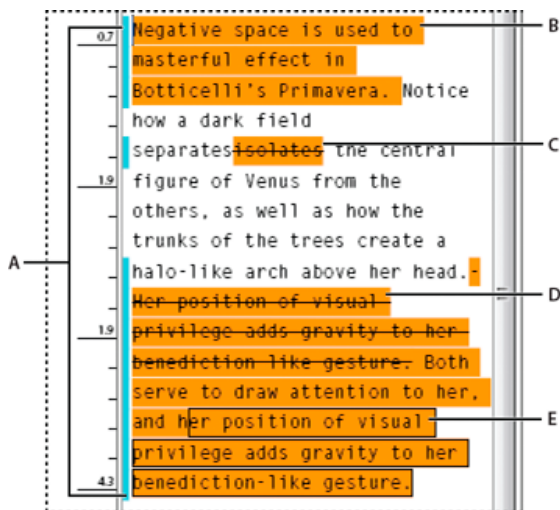 Negative space is used to B
0.7
masterful effect in
Botticelli's Primavera. Notice
how a dark field
separatesisolates the central C
1.9 figure of Venus from the
others, as well as how the
trunks of the trees create a
A halo-like arch above her head.-
Her position of visual D
1.9 privilege adds gravity to her
benediction like gesture. Both
serve to draw attention to her,
and her position of visual E
privilege adds gravity to her
4.3 benediction-like gesture.